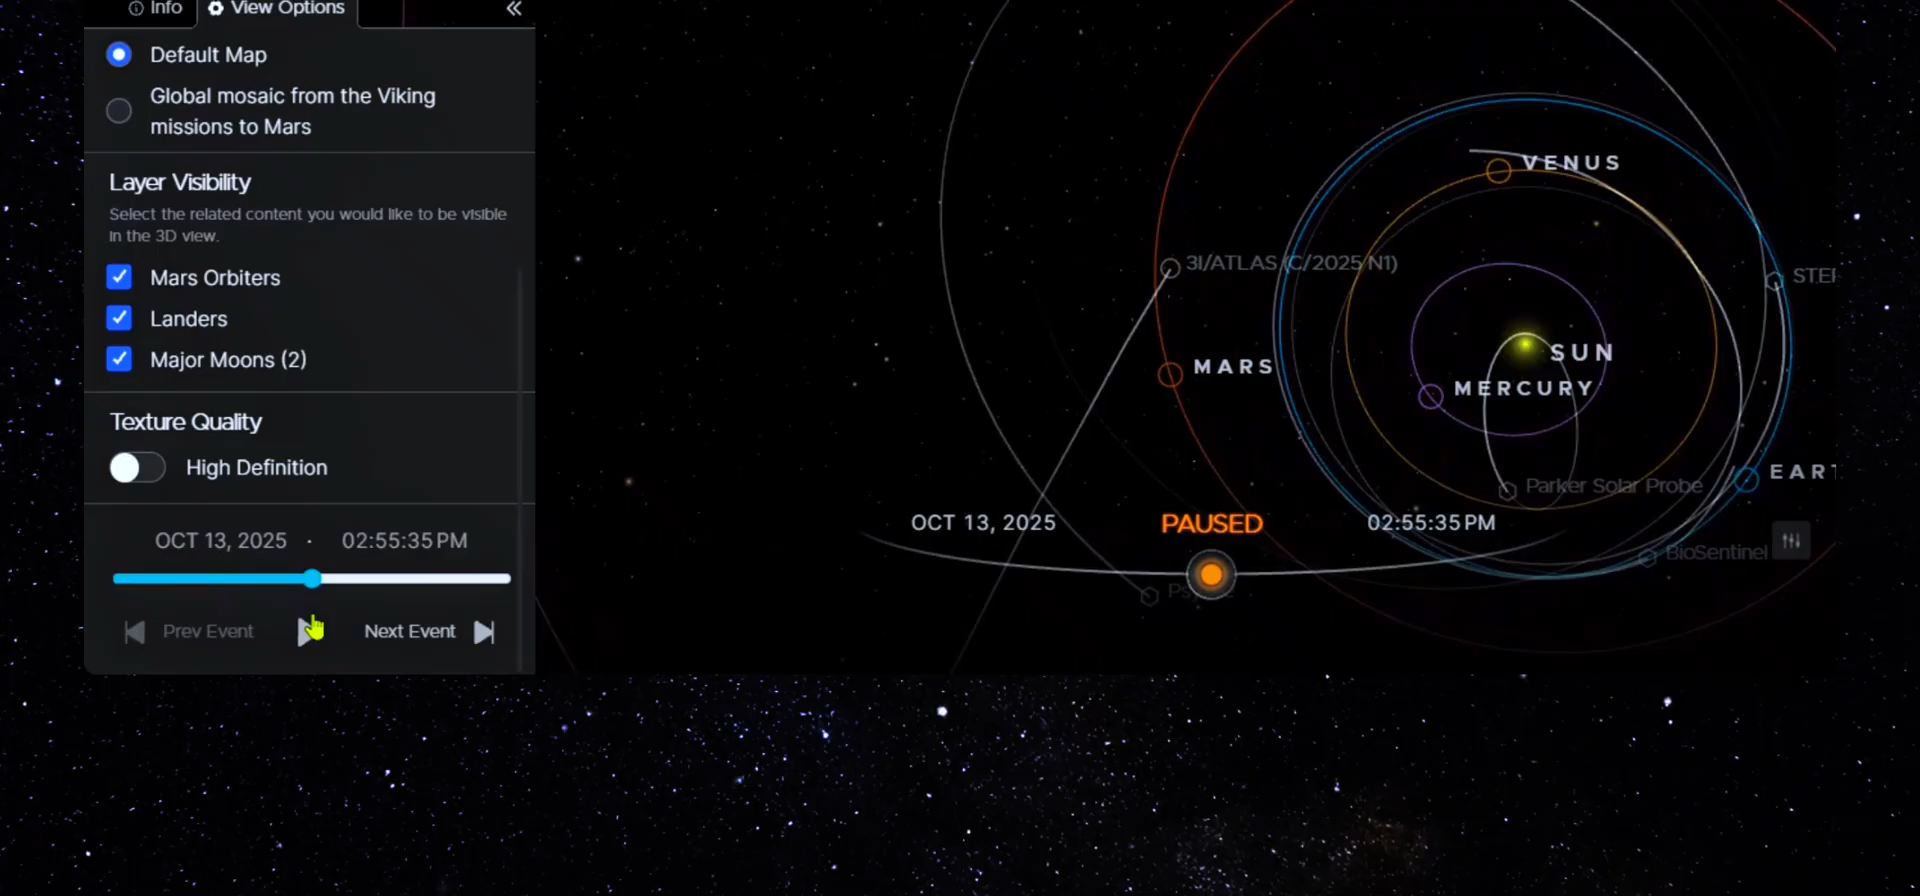 Info
View Options
Default Map
Global mosaic from the Viking
missions to Mars
Layer Visibility
Select the related content you would like to be visible
in the 3D view.
Mars Orbiters
Landers
Major Moons (2)
Texture Quality
High Definition
OCT 13, 2025 · 02:55:35 PM
Prev Event
Next Event
VENUS
3I/ATLAS (C/2025 N1)
STE
SUN
MARS
MERCURY
EART
Parker Solar Probe
OCT 13, 2025
PAUSED
02:55:35 PM
BioSentinel